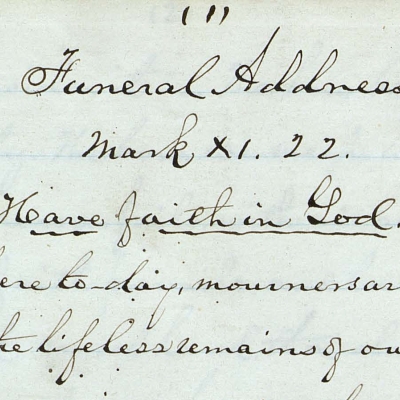 (1)
Funeral Address
Mark XI. 22.
Have faith in God.
ere to-day, mourners ar
the lifeless remains of ou